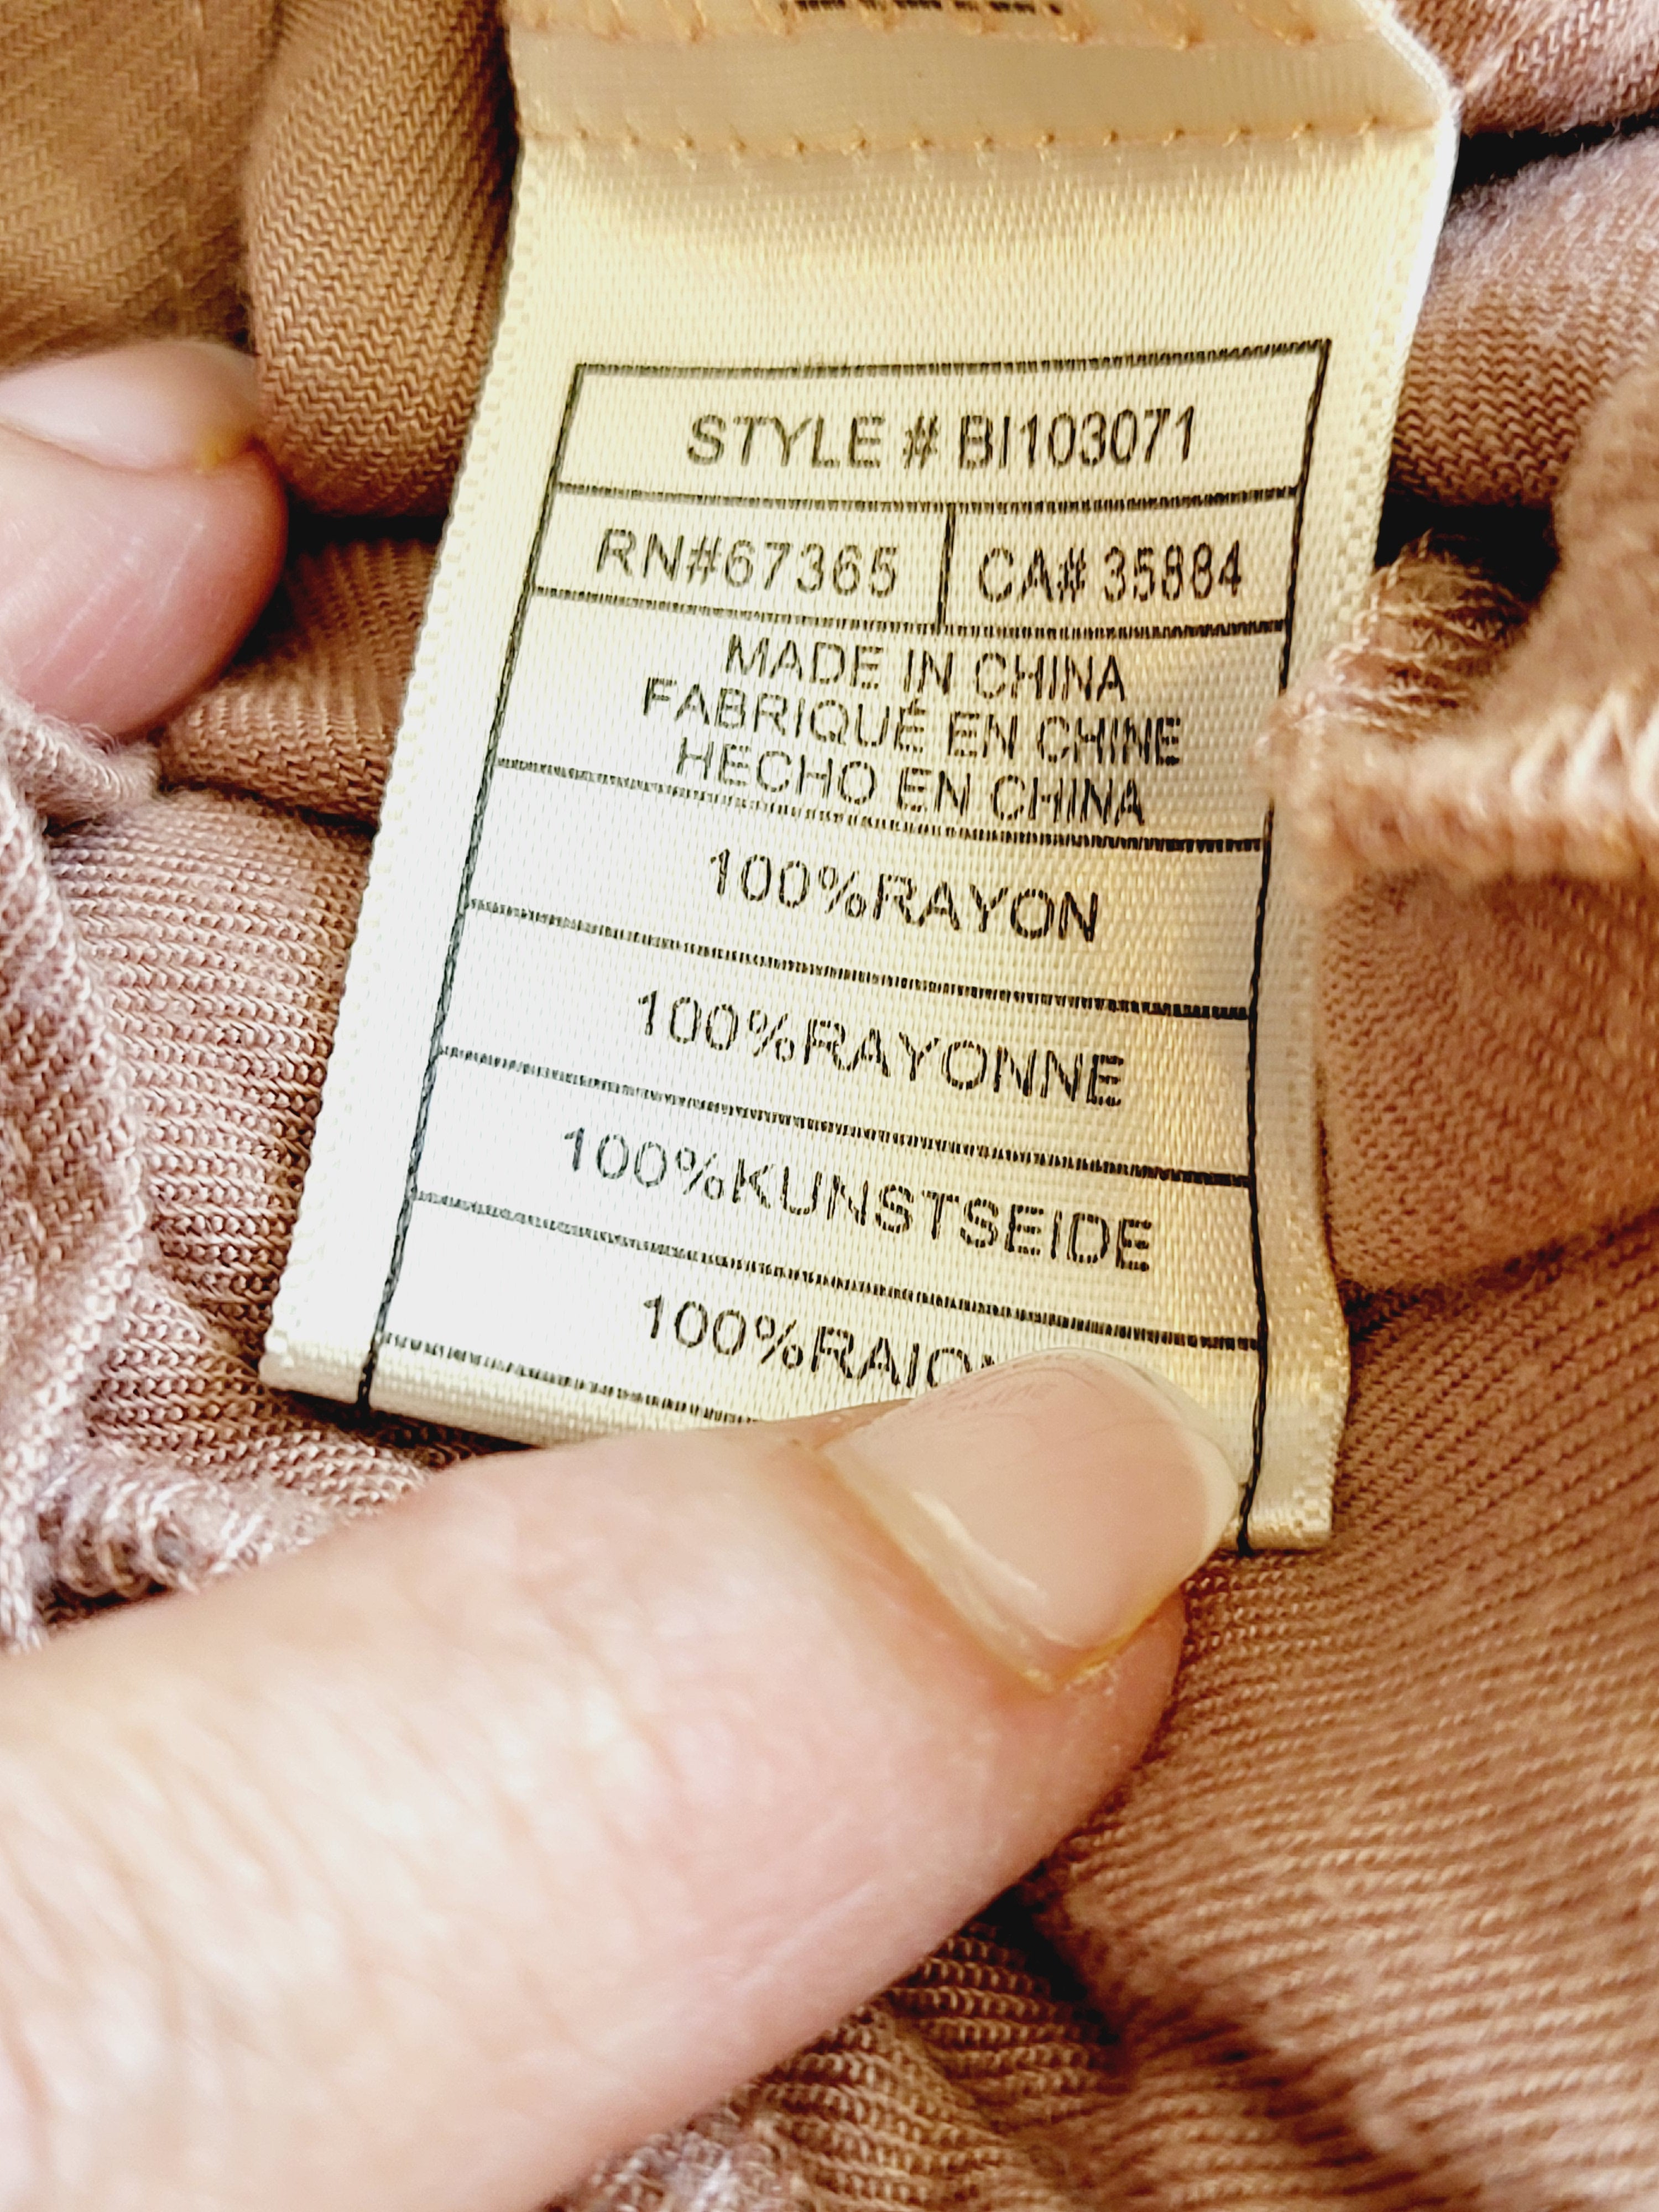 STYLE # BI103071
RN#67365 CA# 35884
MADE IN CHINA
FABRIQUÉ EN CHINE
HECHO EN CHINA
100%RAYON
100%RAYONNE
100%KUNSTSEIDE